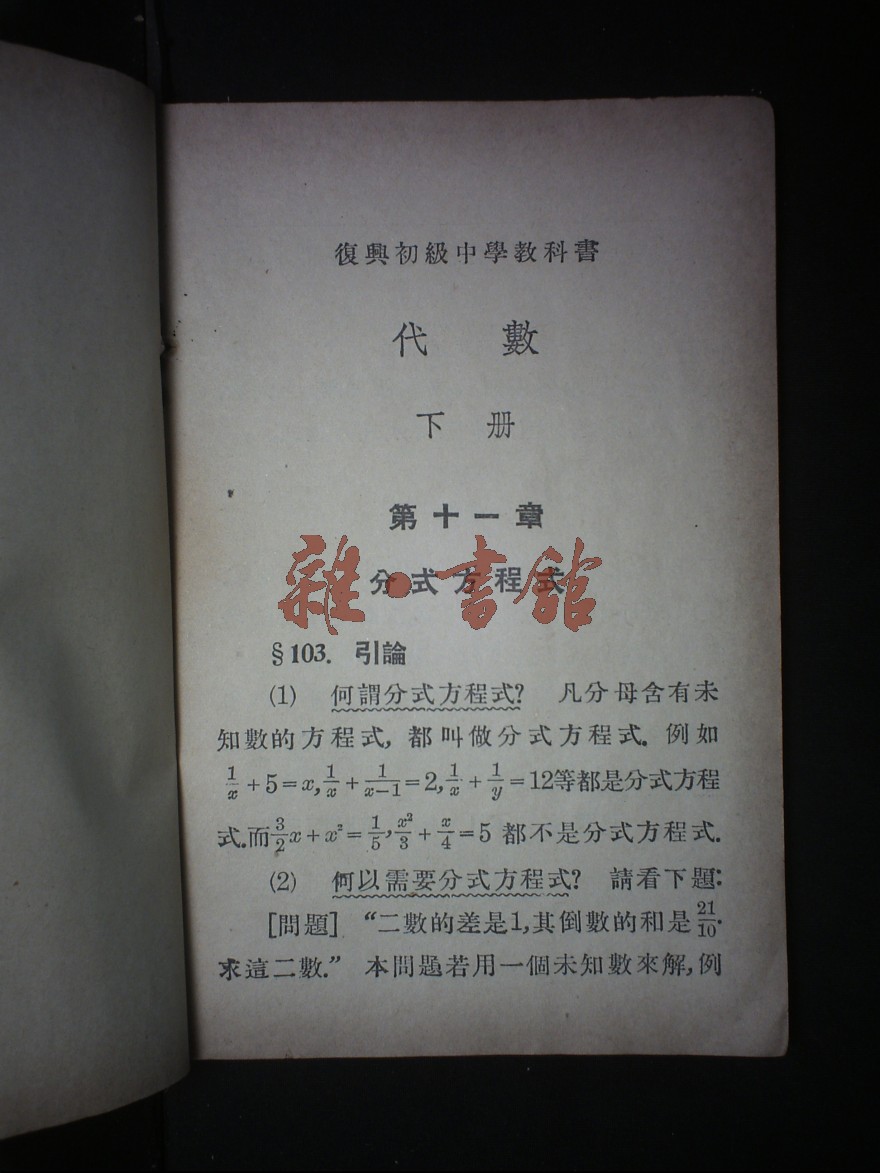 復興初級中學教科書
代 數
下 册
第十一章
分式方程式
雜·書館
§103. 引論
(1) 何謂分式方程式? 凡分母含有未
知數的方程式, 都叫做分式方程式. 例如
1/x + 5 = x, 1/x + 1/(x−1) = 2, 1/x + 1/y = 12等都是分式方程
式.而 3/2 x + x² = 1/5, x²/3 + x/4 = 5 都不是分式方程式.
(2) 何以需要分式方程式? 請看下題:
[問題] “二數的差是1,其倒數的和是 21/10.
求這二數.” 本問題若用一個未知數來解,例